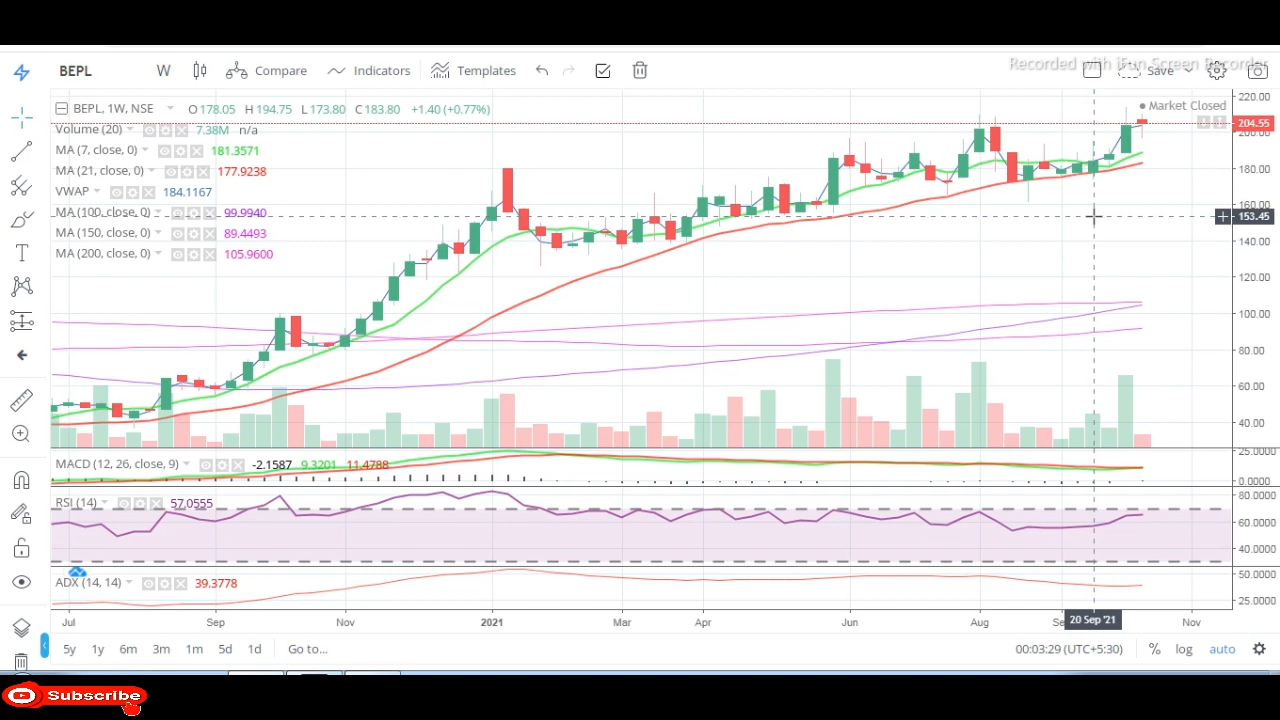 Recorded with iFun Screen Recorder
BEPL W Compare Indicators Templates Save
BEPL, 1W, NSE O 178.05 H 194.75 L 173.80 C 183.80 +1.40 (+0.77%)
Market Closed
Volume (20) 7.38M n/a
MA (7, close, 0) 181.3571
MA (21, close, 0) 177.9238
VWAP 184.1167
MA (100, close, 0) 99.9940
MA (150, close, 0) 89.4493
MA (200, close, 0) 105.9600
220.00
204.55
200.00
180.00
160.00
153.45
140.00
120.00
100.00
80.00
60.00
40.00
MACD (12, 26, close, 9) -2.1587 9.3201 11.4788
25.0000
0.0000
RSI (14) 57.0555
80.0000
60.0000
40.0000
ADX (14, 14) 39.3778
50.0000
25.0000
Jul Sep Nov 2021 Mar Apr Jun Aug Se 20 Sep '21 Nov
5y 1y 6m 3m 1m 5d 1d Go to... 00:03:29 (UTC+5:30) % log auto
Subscribe